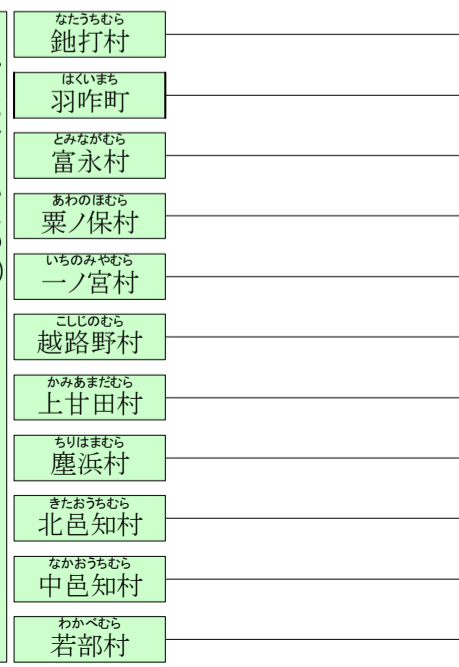 なたうちむら
鉇打村
はくいまち
羽咋町
とみながむら
富永村
あわのほむら
粟ノ保村
いちのみやむら
一ノ宮村
こしじのむら
越路野村
かみあまだむら
上甘田村
ちりはまむら
塵浜村
きたおうちむら
北邑知村
なかおうちむら
中邑知村
わかべむら
若部村